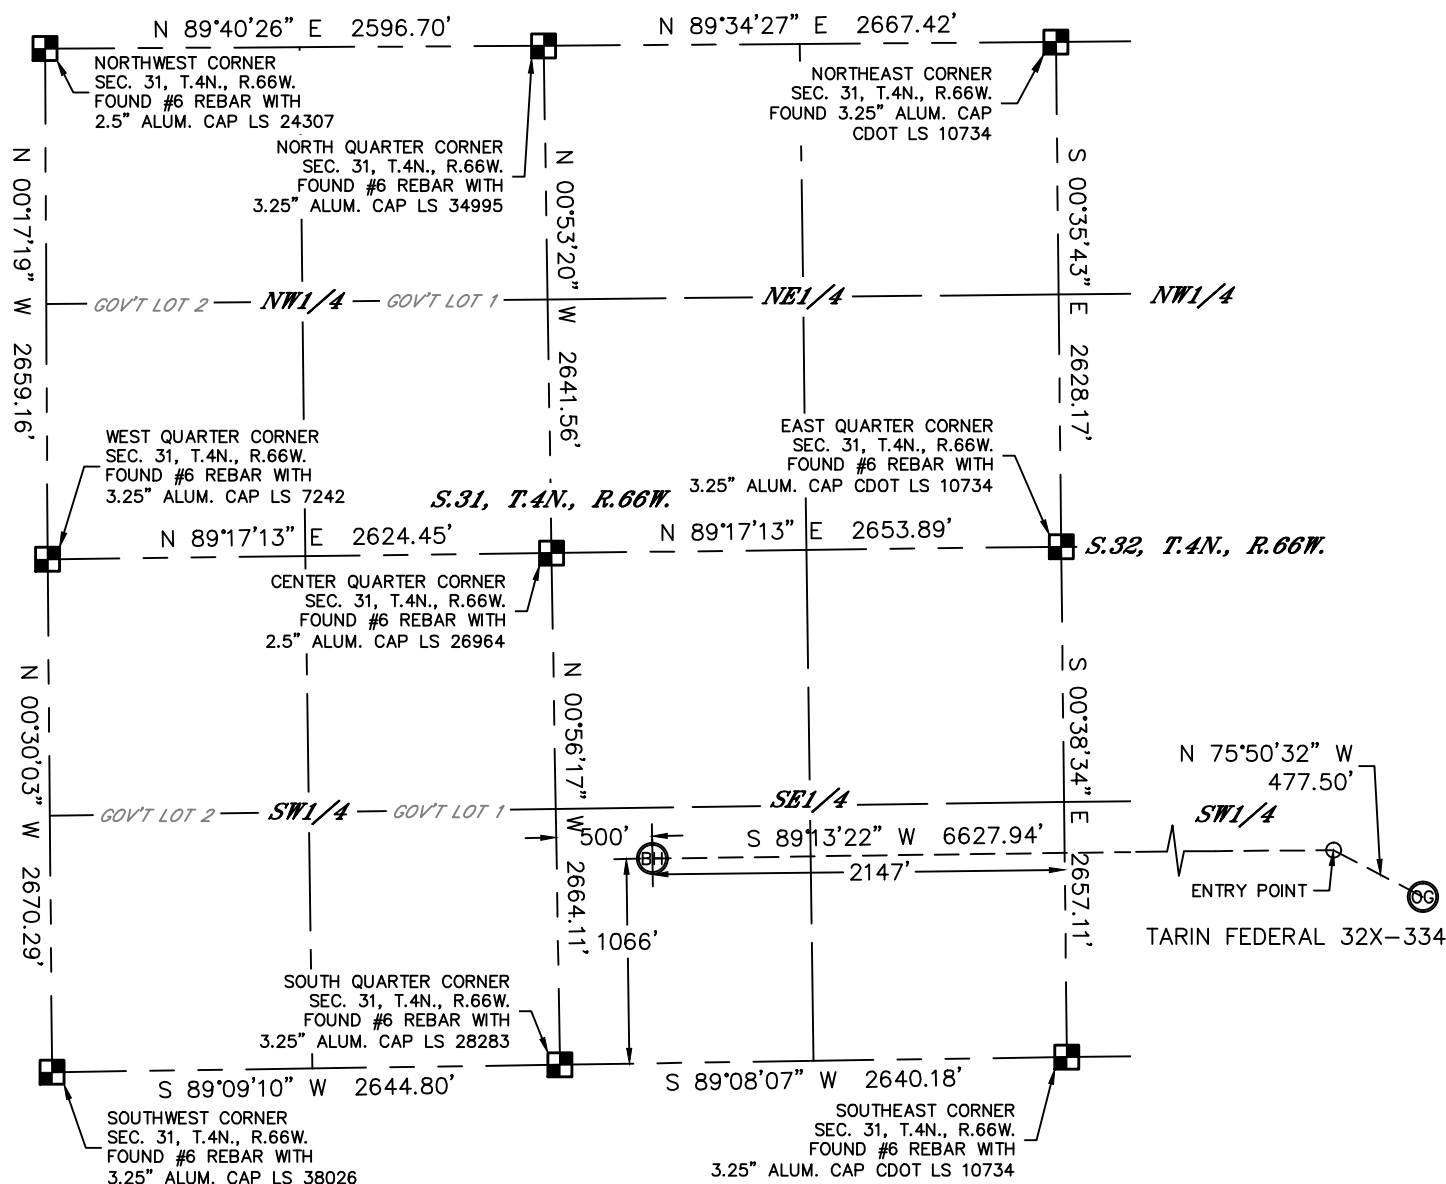 N 89°40'26" E 2596.70'
N 89°34'27" E 2667.42'
NORTHWEST CORNER
SEC. 31, T.4N., R.66W.
FOUND #6 REBAR WITH
2.5" ALUM. CAP LS 24307
NORTHEAST CORNER
SEC. 31, T.4N., R.66W.
FOUND 3.25" ALUM. CAP
CDOT LS 10734
NORTH QUARTER CORNER
SEC. 31, T.4N., R.66W.
FOUND #6 REBAR WITH
3.25" ALUM. CAP LS 34995
N 00°17'19" W 2659.16'
N 00°53'20" W 2641.56'
S 00°35'43" E 2628.17'
GOV'T LOT 2
NW1/4
GOV'T LOT 1
NE1/4
NW1/4
WEST QUARTER CORNER
SEC. 31, T.4N., R.66W.
FOUND #6 REBAR WITH
3.25" ALUM. CAP LS 7242
EAST QUARTER CORNER
SEC. 31, T.4N., R.66W.
FOUND #6 REBAR WITH
3.25" ALUM. CAP CDOT LS 10734
S.31, T.4N., R.66W.
N 89°17'13" E 2624.45'
N 89°17'13" E 2653.89'
S.32, T.4N., R.66W.
CENTER QUARTER CORNER
SEC. 31, T.4N., R.66W.
FOUND #6 REBAR WITH
2.5" ALUM. CAP LS 26964
N 00°30'03" W 2670.29'
N 00°56'17" W 2664.11'
S 00°38'34" E 2657.11'
N 75°50'32" W
477.50'
GOV'T LOT 2
SW1/4
GOV'T LOT 1
SE1/4
SW1/4
500'
S 89°13'22" W 6627.94'
BH
2147'
ENTRY POINT
OG
TARIN FEDERAL 32X-334
1066'
SOUTH QUARTER CORNER
SEC. 31, T.4N., R.66W.
FOUND #6 REBAR WITH
3.25" ALUM. CAP LS 28283
S 89°09'10" W 2644.80'
S 89°08'07" W 2640.18'
SOUTHWEST CORNER
SEC. 31, T.4N., R.66W.
FOUND #6 REBAR WITH
3.25" ALUM. CAP LS 38026
SOUTHEAST CORNER
SEC. 31, T.4N., R.66W.
FOUND #6 REBAR WITH
3.25" ALUM. CAP CDOT LS 10734